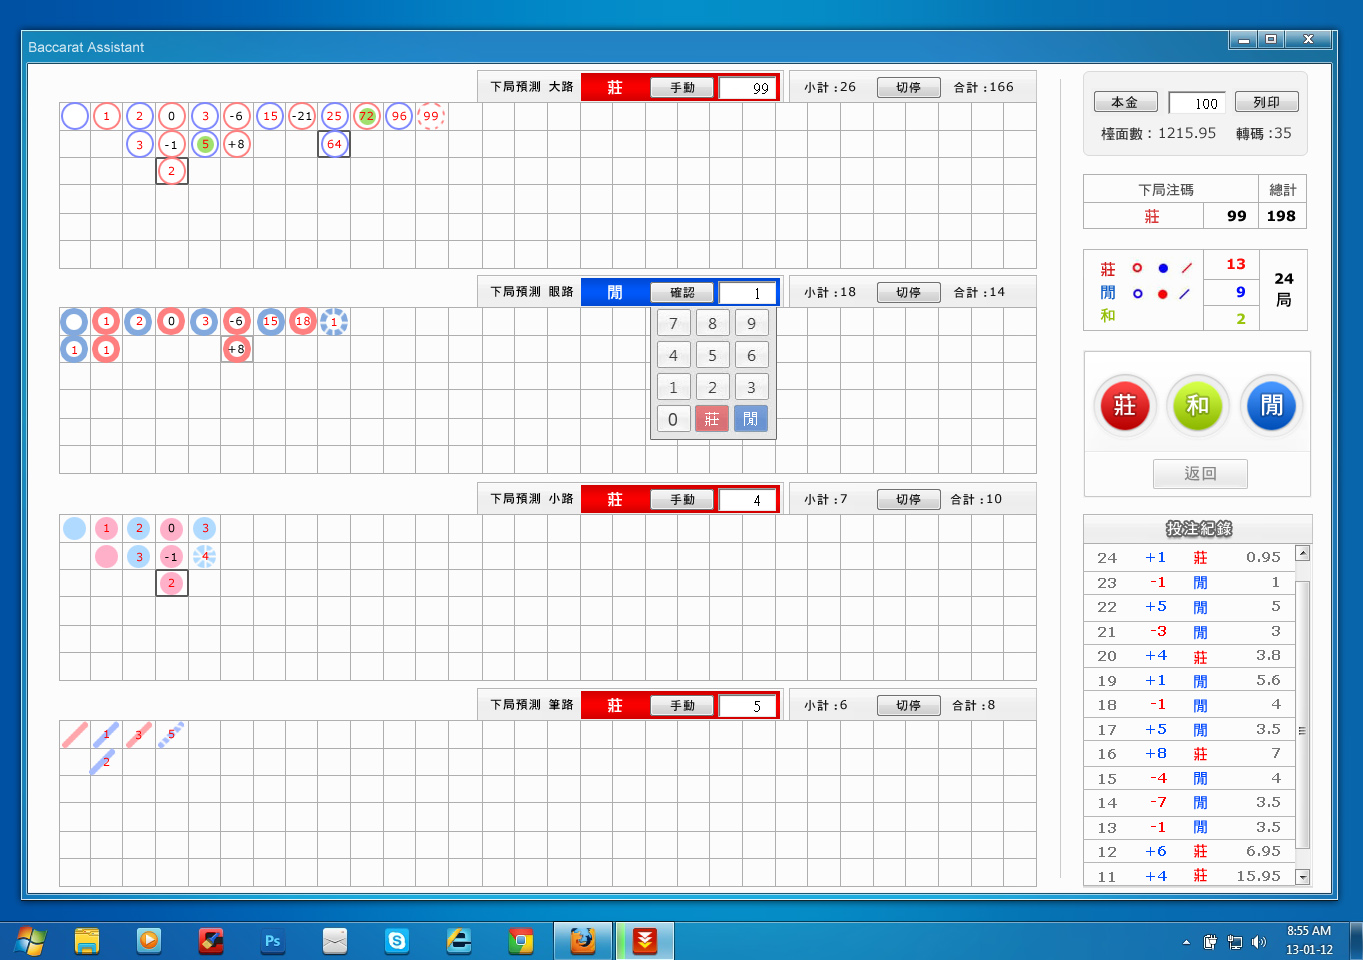 Baccarat Assistant
下局預測 大路 莊 手動 99 小計 :26 切停 合計 :166
1 2 0 3 -6 15 -21 25 72 96 99
3 -1 5 +8 64
2
下局預測 眼路 閒 確認 1 小計 :18 切停 合計 :14
1 2 0 3 -6 15 18 1
1 1 +8
7 8 9
4 5 6
1 2 3
0 莊 閒
下局預測 小路 莊 手動 4 小計 :7 切停 合計 :10
1 2 0 3
3 -1 4
2
下局預測 筆路 莊 手動 5 小計 :6 切停 合計 :8
1 3 5
2
本金 100 列印
檯面數 : 1215.95 轉碼 :35
下局注碼 總計
莊 99 198
莊 13
閒 9
和 2
24
局
莊 和 閒
返回
投注紀錄
24 +1 莊 0.95
23 -1 閒 1
22 +5 閒 5
21 -3 閒 3
20 +4 莊 3.8
19 +1 閒 5.6
18 -1 閒 4
17 +5 閒 3.5
16 +8 莊 7
15 -4 閒 4
14 -7 閒 3.5
13 -1 閒 3.5
12 +6 莊 6.95
11 +4 莊 15.95
Ps
8:55 AM
13-01-12